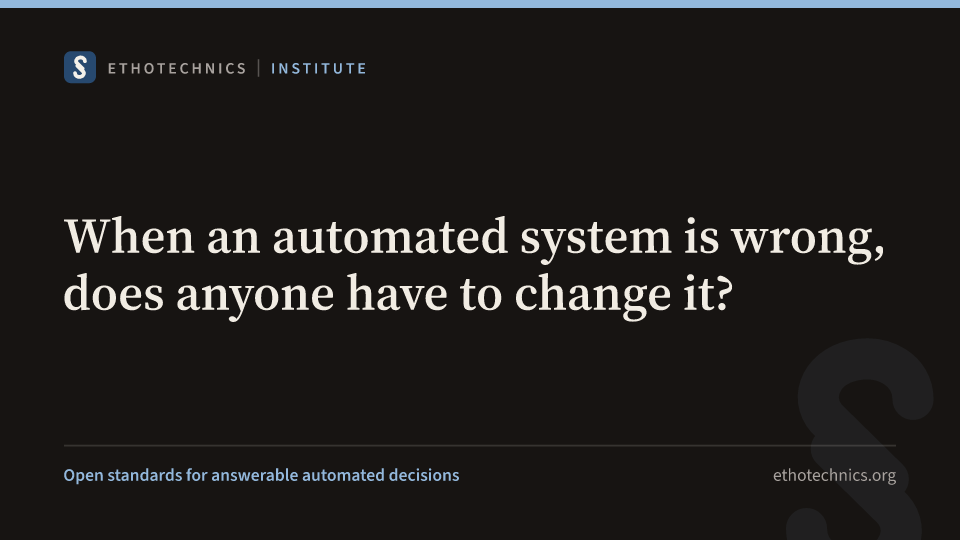 § ETHOTECHNICS | INSTITUTE
When an automated system is wrong,
does anyone have to change it?
Open standards for answerable automated decisions
ethotechnics.org
§